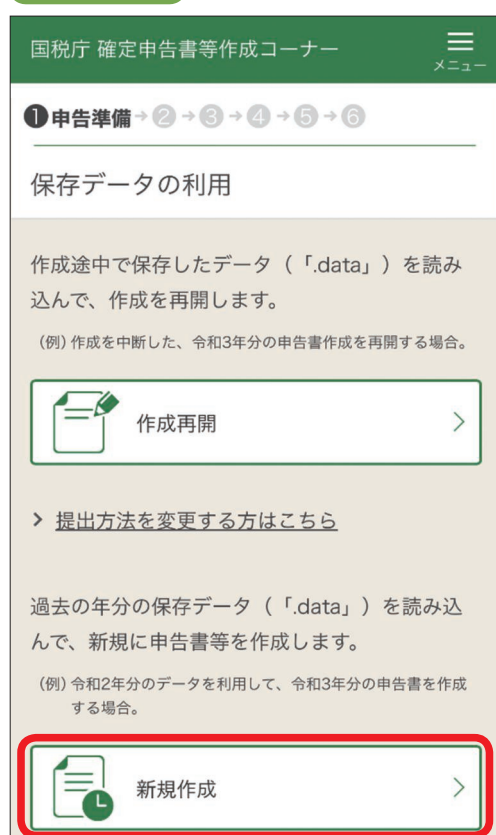 国税庁 確定申告書等作成コーナー
メニュー
❶申告準備→②→③→④→⑤→⑥
保存データの利用
作成途中で保存したデータ（「.data」）を読み
込んで、作成を再開します。
（例）作成を中断した、令和3年分の申告書作成を再開する場合。
作成再開
提出方法を変更する方はこちら
過去の年分の保存データ（「.data」）を読み込
んで、新規に申告書等を作成します。
（例）令和2年分のデータを利用して、令和3年分の申告書を作成
する場合。
新規作成